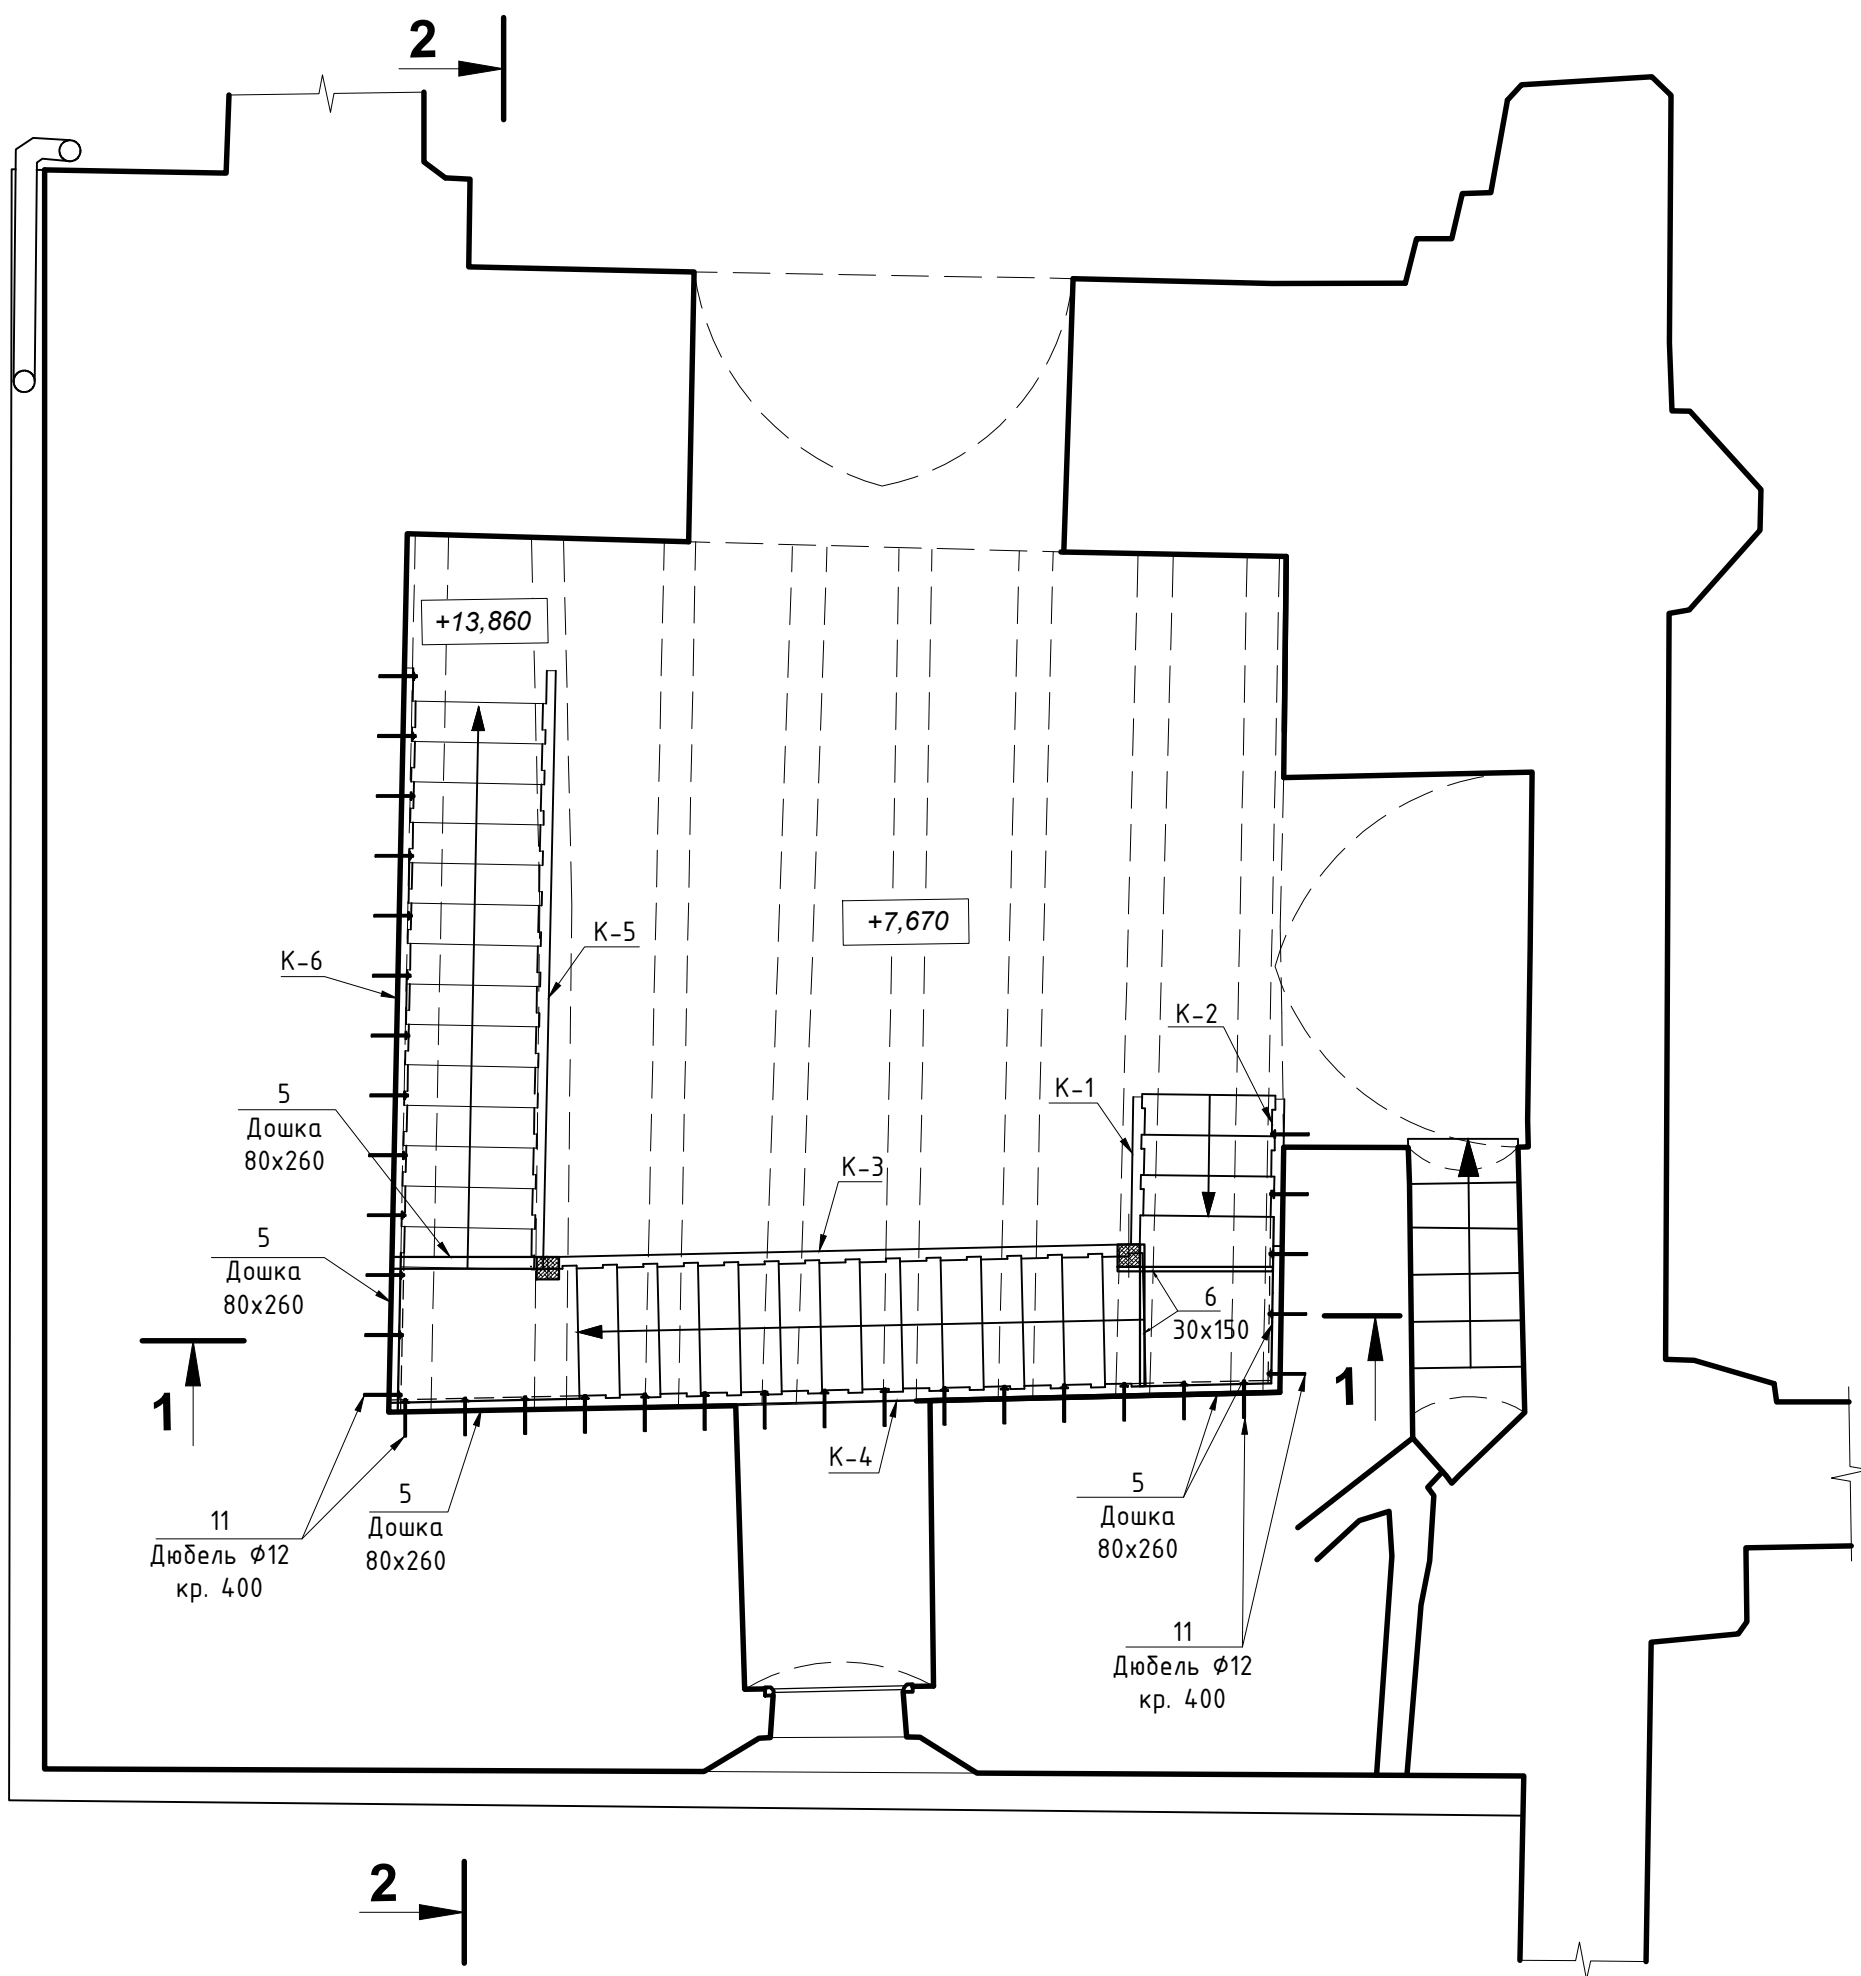 2
+13,860
+7,670
К-5
К-6
К-2
К-1
5
Дошка
80х260
К-3
5
Дошка
80х260
6
30х150
1
1
К-4
5
Дошка
80х260
5
Дошка
80х260
11
Дюбель Ф12
кр. 400
11
Дюбель Ф12
кр. 400
2